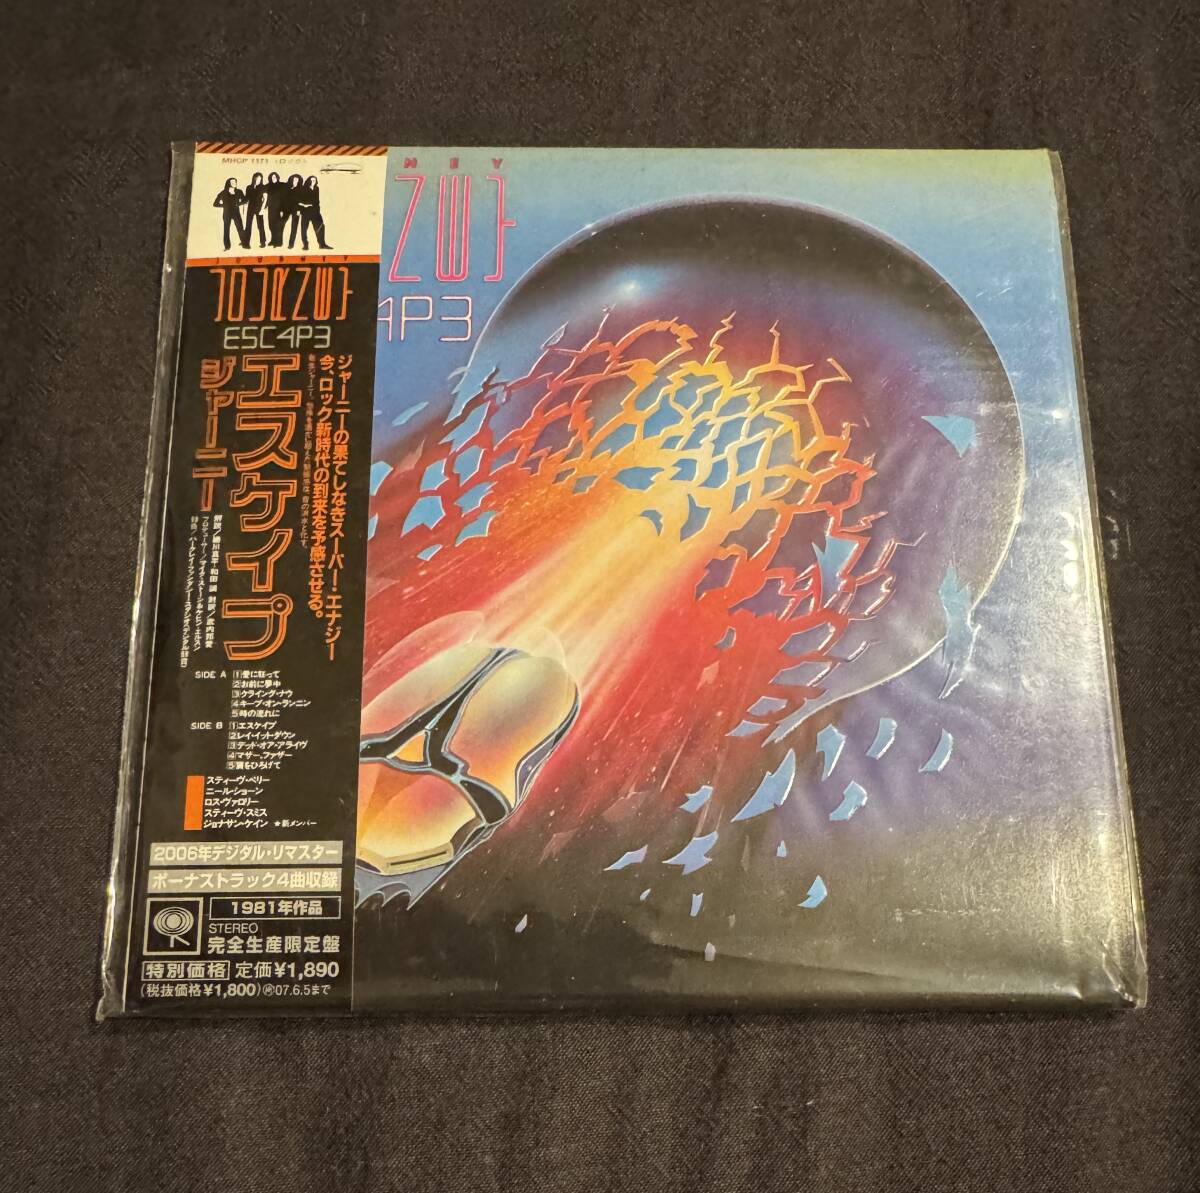 MHCP 1171
JOURNEY
ESC4P3
エスケイプ
ジャーニー
ジャーニーの果てしなきスーパー・エナジー
今、ロック新時代の到来を予感させる。
SIDE A 1 愛に狂って
2 お前に夢中
3 クライング・ナウ
4 キープ・オン・ランニン
5 時の流れに
SIDE B 1 エスケイプ
2 レイ・イット・ダウン
3 デッド・オア・アライヴ
4 マザー、ファザー
5 翼をひろげて
スティーヴ・ペリー
ニール・ショーン
ロス・ヴァロリー
スティーヴ・スミス
ジョナサン・ケイン ★新メンバー
2006年デジタル・リマスター
ボーナストラック4曲収録
1981年作品
STEREO
完全生産限定盤
特別価格 定価¥1,890
(税抜価格¥1,800) 07.6.5まで
NEY
4P3